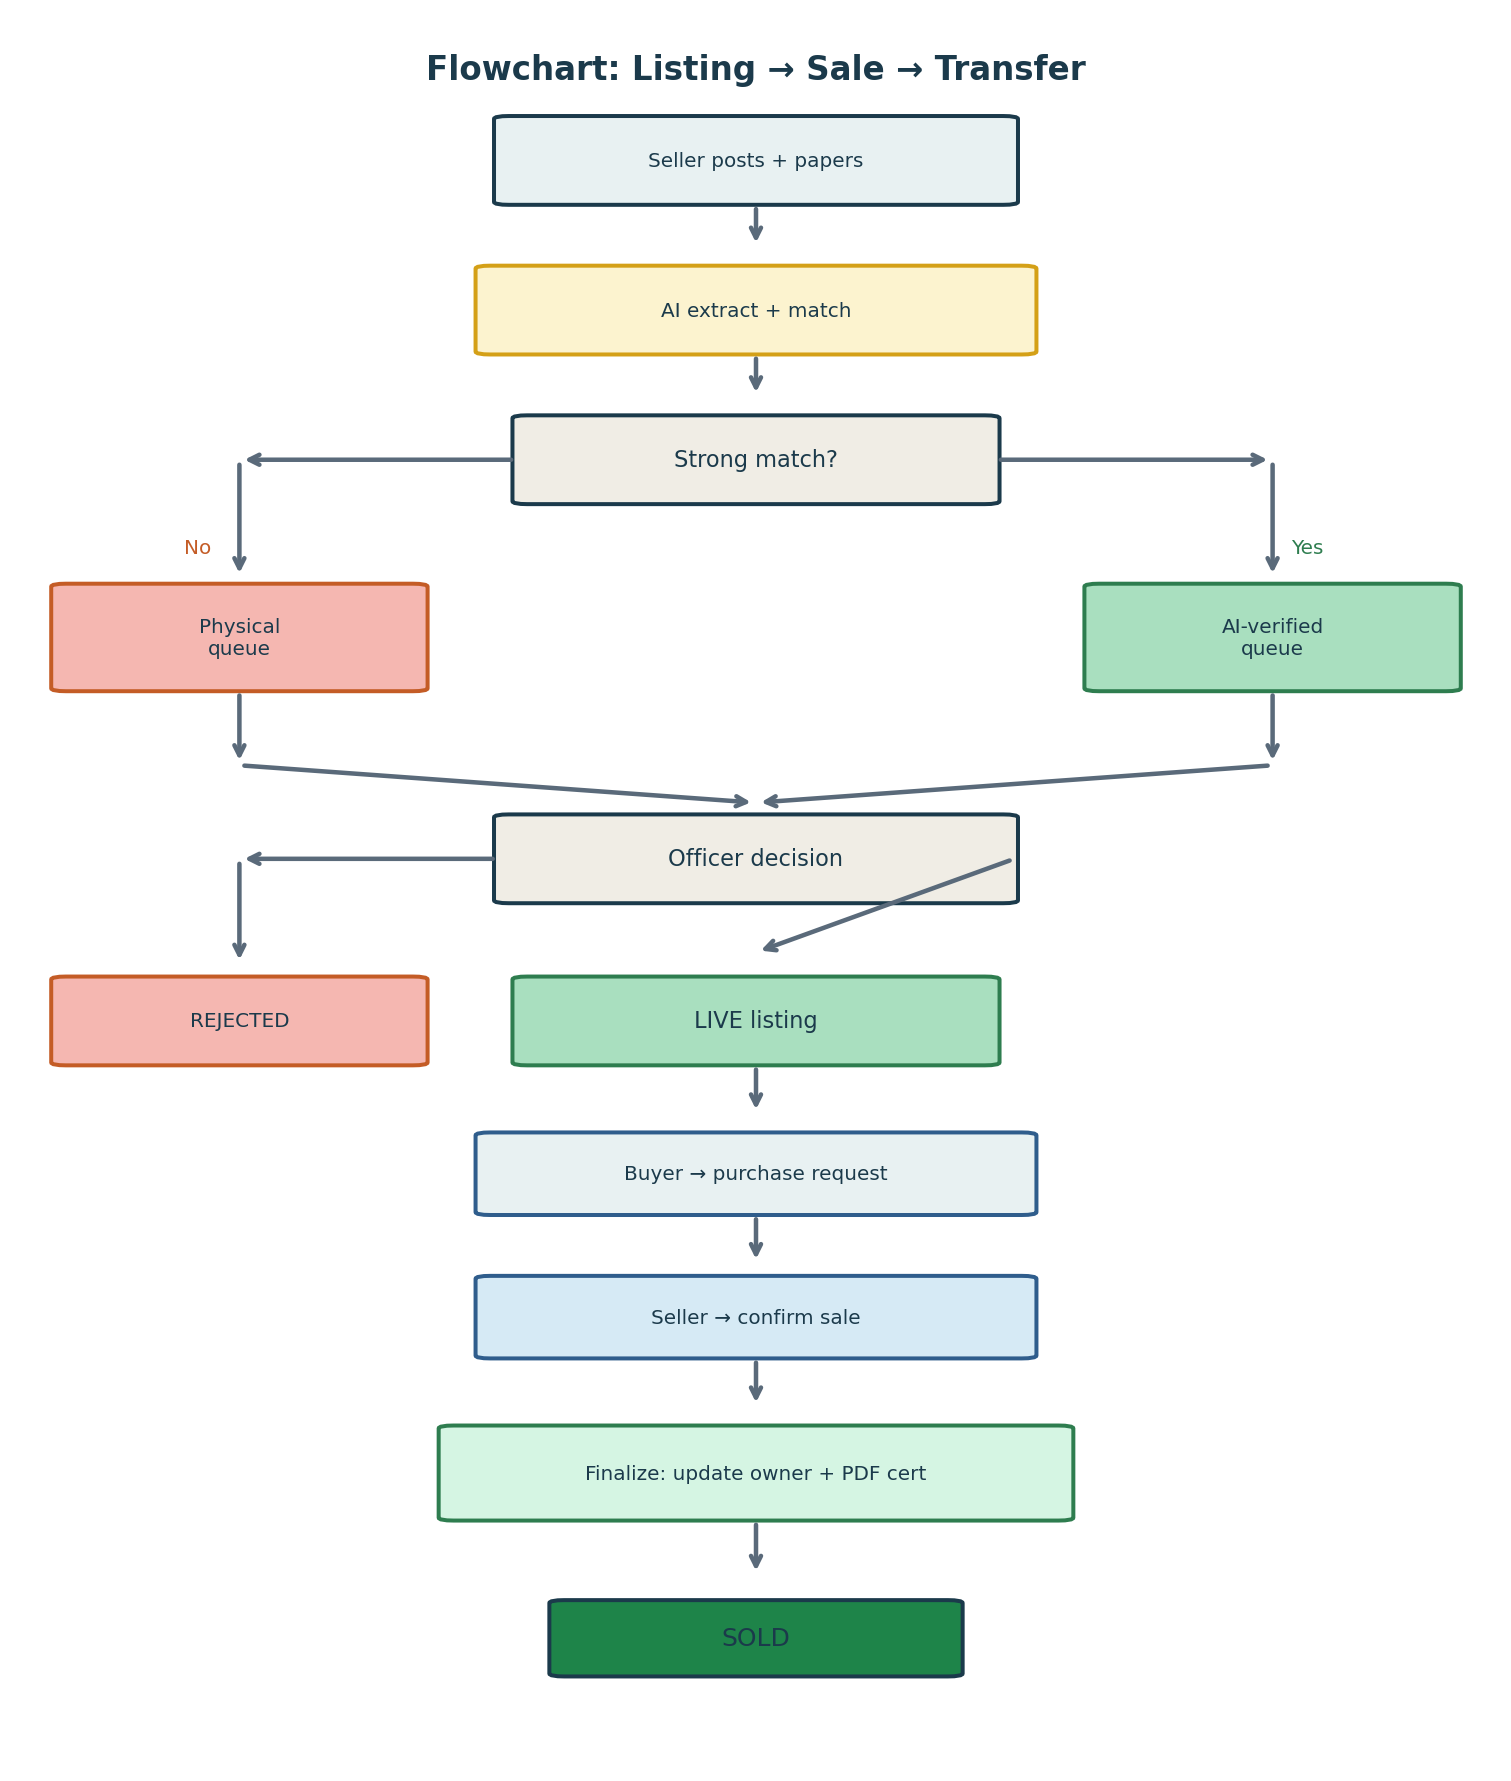 Flowchart: Listing → Sale → Transfer
Seller posts + papers
AI extract + match
Strong match?
No
Yes
Physical
queue
AI-verified
queue
Officer decision
REJECTED
LIVE listing
Buyer → purchase request
Seller → confirm sale
Finalize: update owner + PDF cert
SOLD